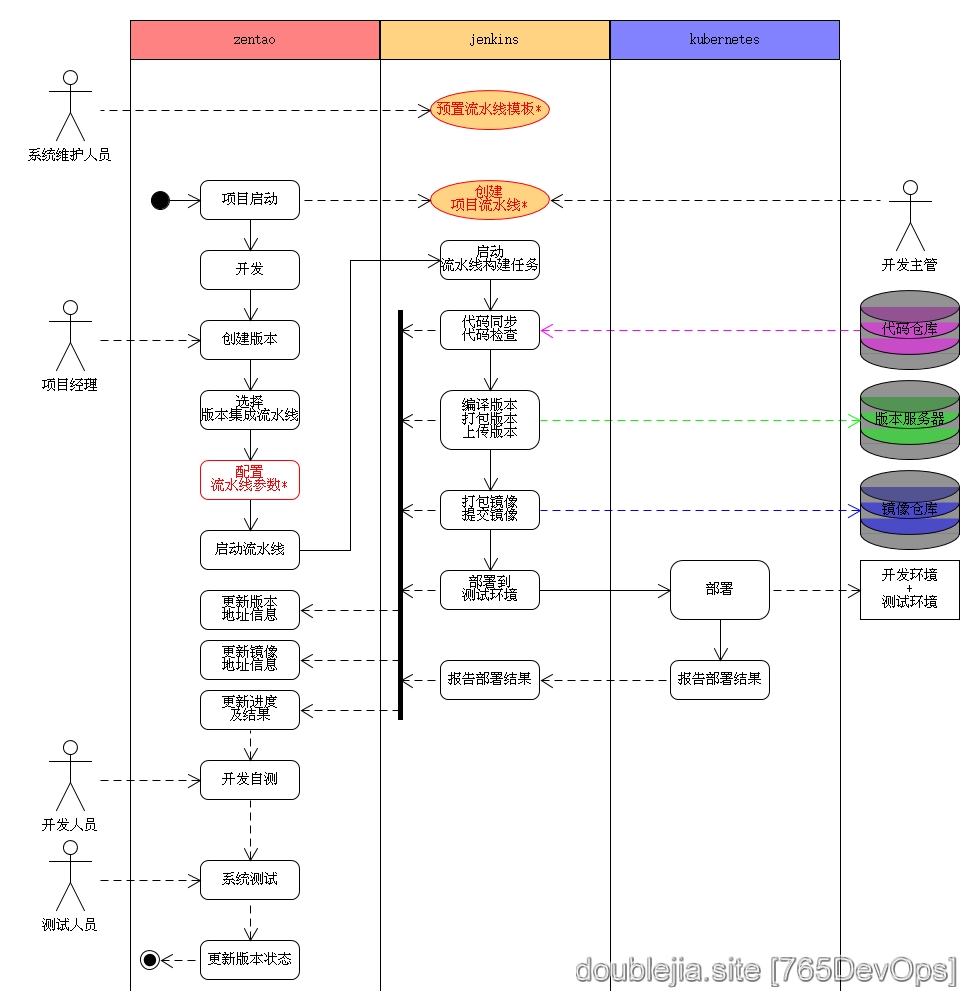 zentao
jenkins
kubernetes
预置流水线模板*
系统维护人员
项目启动
创建
项目流水线*
开发主管
开发
启动
流水线构建任务
项目经理
创建版本
代码同步
代码检查
代码仓库
选择
版本集成流水线
编译版本
打包版本
上传版本
版本服务器
配置
流水线参数*
打包镜像
提交镜像
镜像仓库
启动流水线
部署到
测试环境
部署
开发环境
+
测试环境
更新版本
地址信息
更新镜像
地址信息
报告部署结果
报告部署结果
更新进度
及结果
开发自测
开发人员
系统测试
测试人员
更新版本状态
doublejia.site [765DevOps]